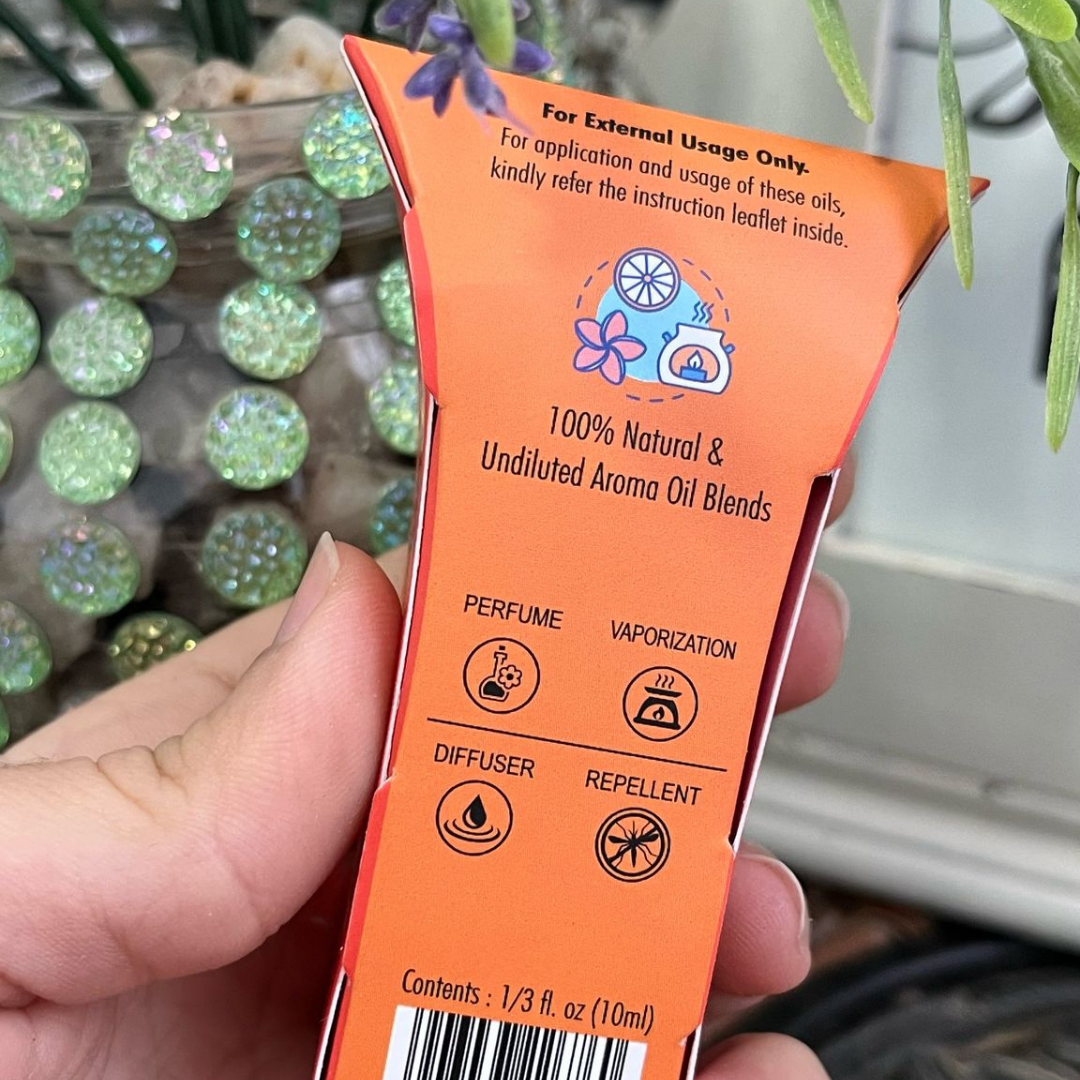 For External Usage Only.
For application and usage of these oils,
kindly refer the instruction leaflet inside.
100% Natural &
Undiluted Aroma Oil Blends
PERFUME
VAPORIZATION
DIFFUSER
REPELLENT
Contents : 1/3 fl. oz (10ml)